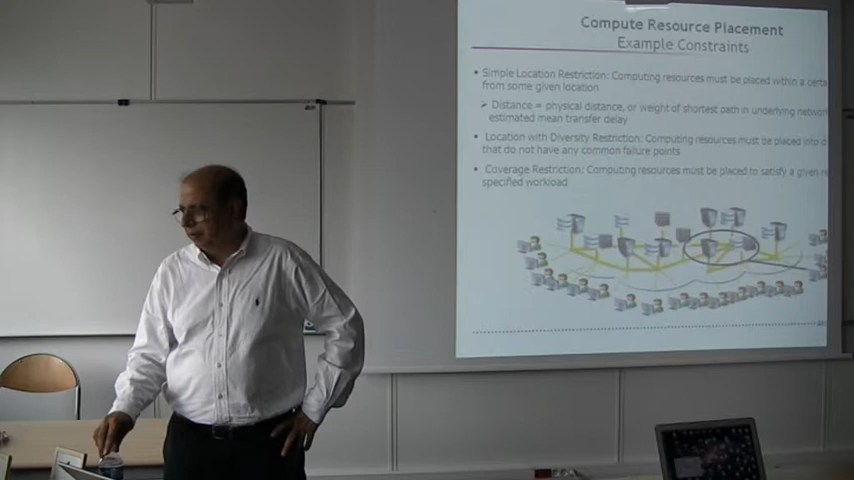 Compute Resource Placement
Example Constraints
• Simple Location Restriction: Computing resources must be placed within a certa
from some given location
➢ Distance = physical distance, or weight of shortest path in underlying network
estimated mean transfer delay
• Location with Diversity Restriction: Computing resources must be placed into d
that do not have any common failure points
• Coverage Restriction: Computing resources must be placed to satisfy a given re
specified workload